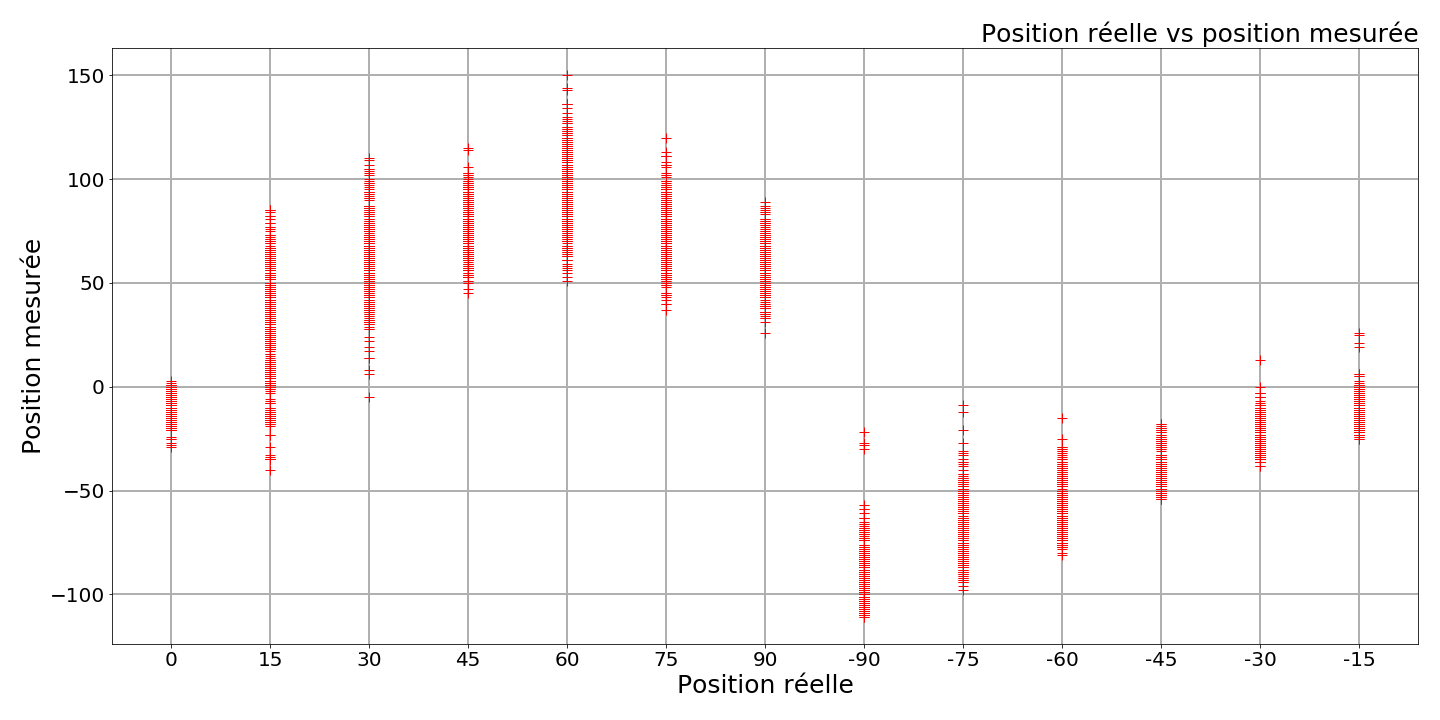 Position réelle vs position mesurée
150
100
50
0
−50
−100
Position mesurée
0 15 30 45 60 75 90 -90 -75 -60 -45 -30 -15
Position réelle